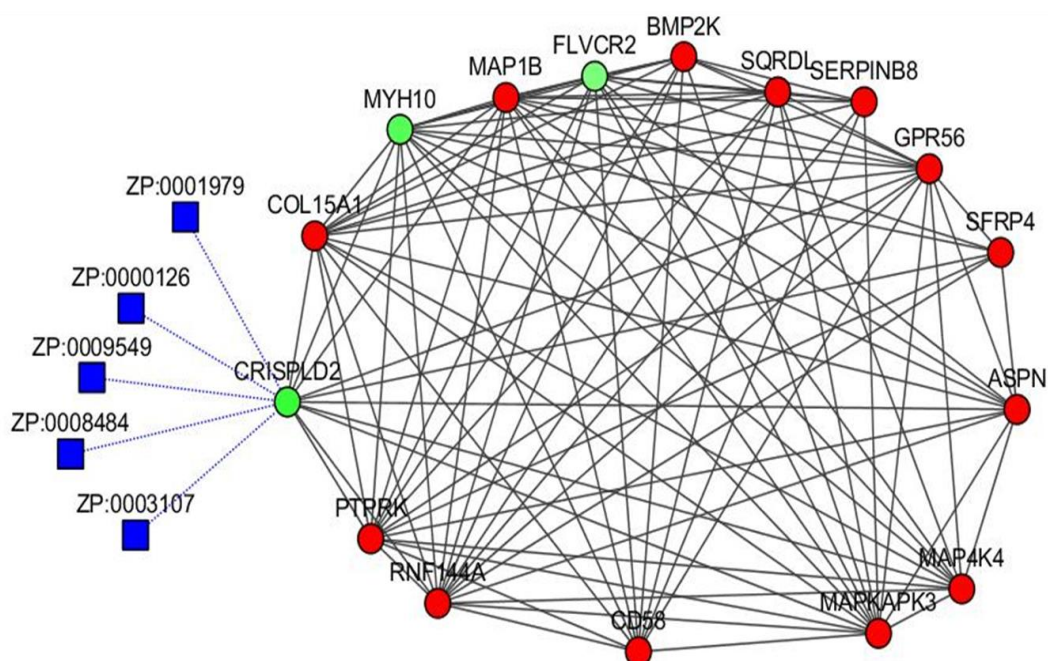 BMP2K
FLVCR2
MAP1B
SQRDL
SERPINB8
MYH10
GPR56
ZP:0001979
COL15A1
SFRP4
ZP:0000126
ZP:0009549
CRISPLD2
ASPN
ZP:0008484
ZP:0003107
PTPRK
RNF144A
MAP4K4
MAPKAPK3
CD58